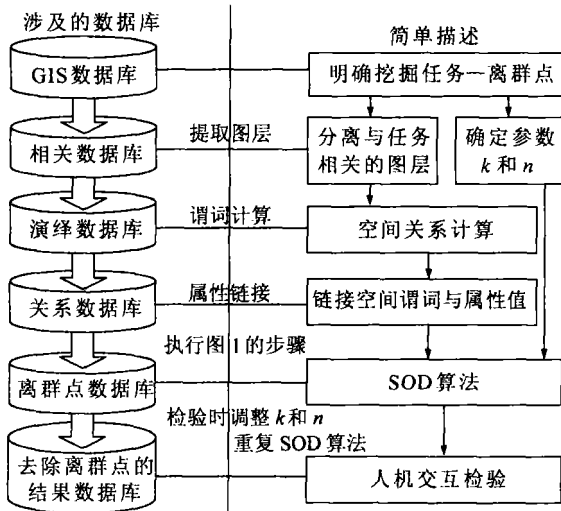 涉及的数据库
简单描述
GIS数据库
明确挖掘任务—离群点
提取图层
相关数据库
分离与任务
相关的图层
确定参数
k和n
谓词计算
演绎数据库
空间关系计算
属性链接
关系数据库
链接空间谓词与属性值
执行图1的步骤
离群点数据库
SOD算法
检验时调整k和n
重复SOD算法
去除离群点的
结果数据库
人机交互检验